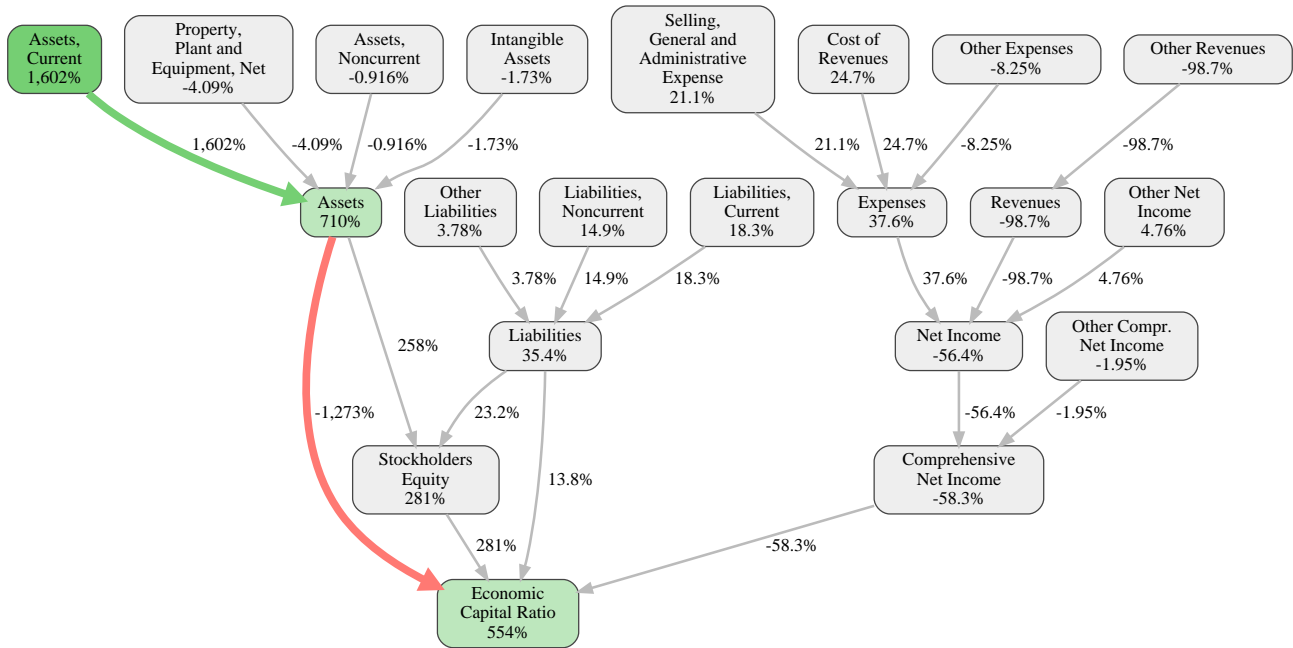 Assets,
Current
1,602%
Property,
Plant and
Equipment, Net
-4.09%
Assets,
Noncurrent
-0.916%
Intangible
Assets
-1.73%
Selling,
General and
Administrative
Expense
21.1%
Cost of
Revenues
24.7%
Other Expenses
-8.25%
Other Revenues
-98.7%
1,602%
-4.09%
-0.916%
-1.73%
21.1%
24.7%
-8.25%
-98.7%
Assets
710%
Other
Liabilities
3.78%
Liabilities,
Noncurrent
14.9%
Liabilities,
Current
18.3%
Expenses
37.6%
Revenues
-98.7%
Other Net
Income
4.76%
3.78%
14.9%
18.3%
37.6%
-98.7%
4.76%
258%
Liabilities
35.4%
Net Income
-56.4%
Other Compr.
Net Income
-1.95%
-1,273%
23.2%
-56.4%
-1.95%
Stockholders
Equity
281%
13.8%
Comprehensive
Net Income
-58.3%
281%
-58.3%
Economic
Capital Ratio
554%